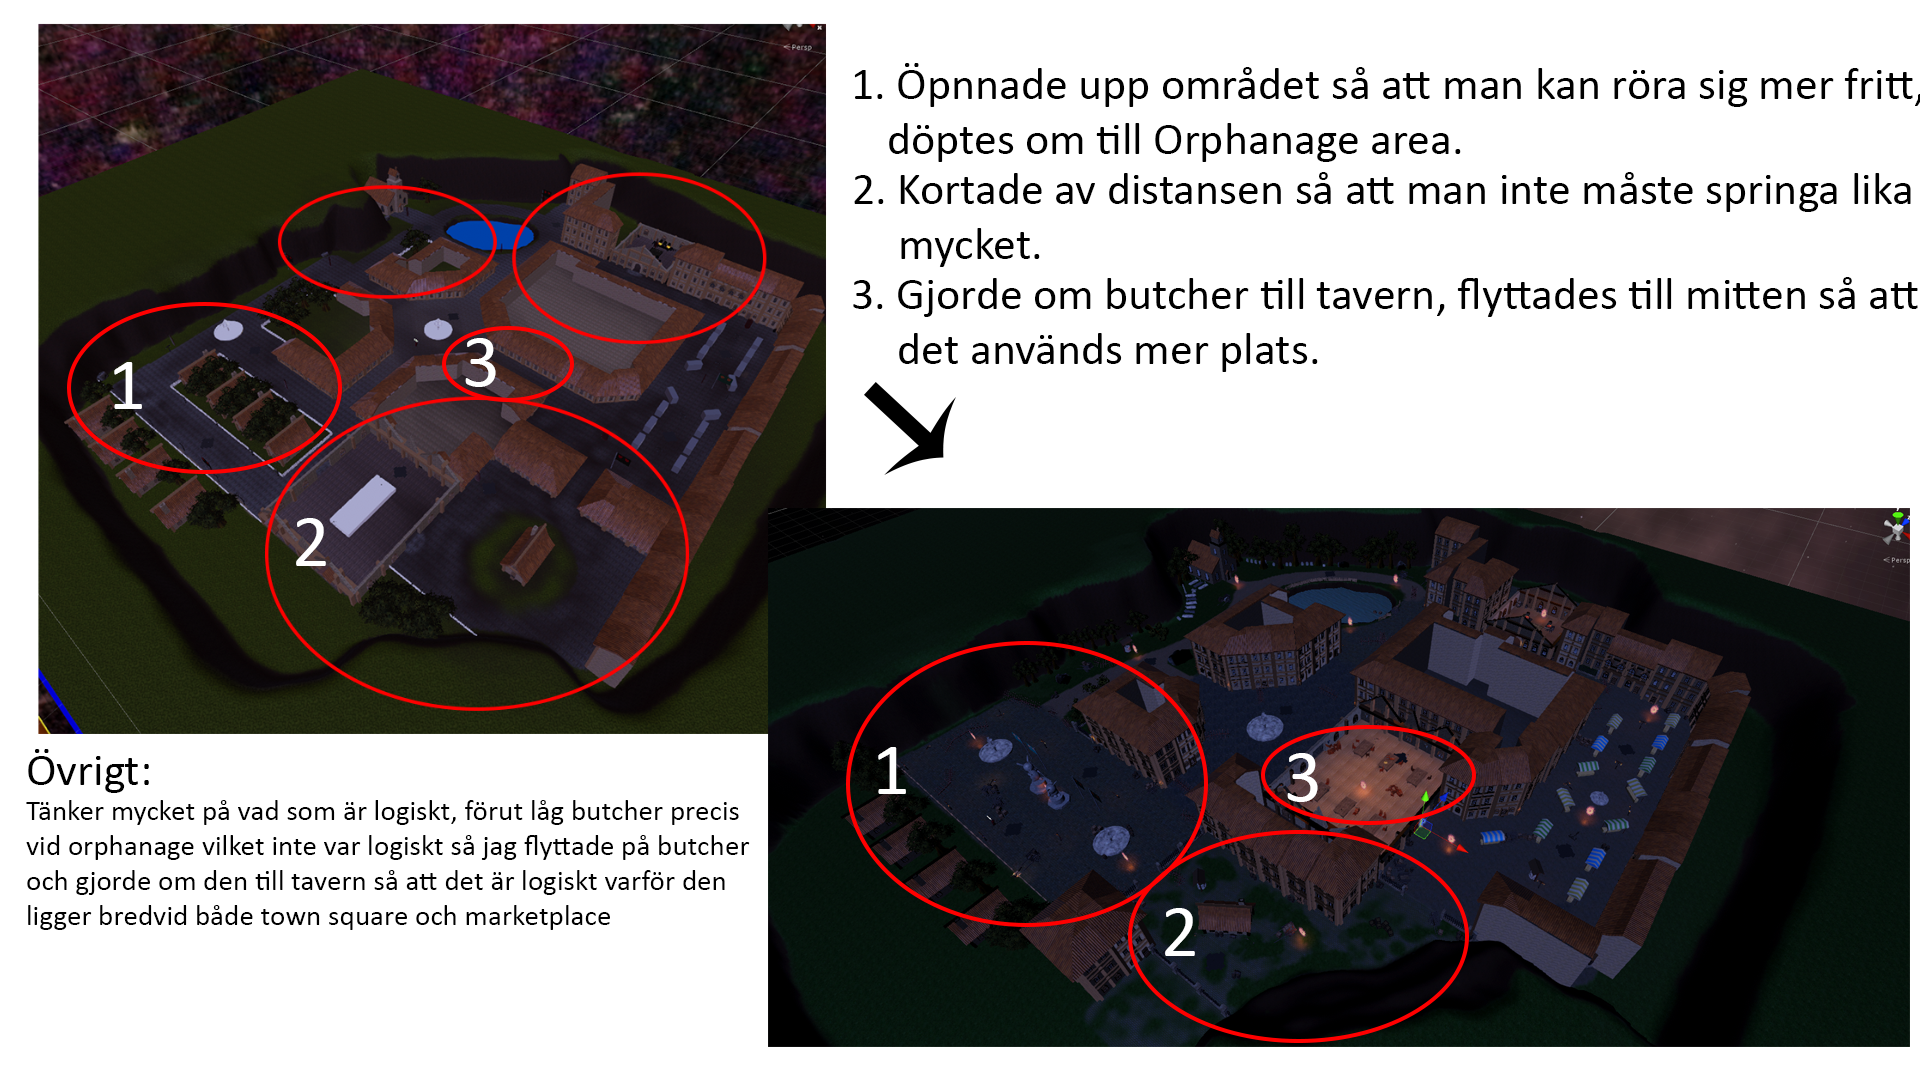 Persp
1. Öpnnade upp området så att man kan röra sig mer fritt,
döptes om till Orphanage area.
2. Kortade av distansen så att man inte måste springa lika
mycket.
3. Gjorde om butcher till tavern, flyttades till mitten så att
det används mer plats.
1
3
2
Persp
1
3
2
Övrigt:
Tänker mycket på vad som är logiskt, förut låg butcher precis
vid orphanage vilket inte var logiskt så jag flyttade på butcher
och gjorde om den till tavern så att det är logiskt varför den
ligger bredvid både town square och marketplace